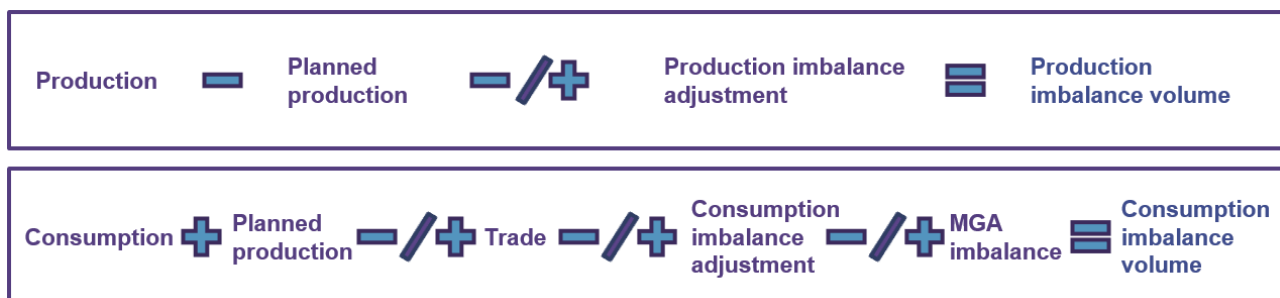 Production - Planned production -/+ Production imbalance adjustment = Production imbalance volume
Consumption + Planned production -/+ Trade -/+ Consumption imbalance adjustment -/+ MGA imbalance = Consumption imbalance volume